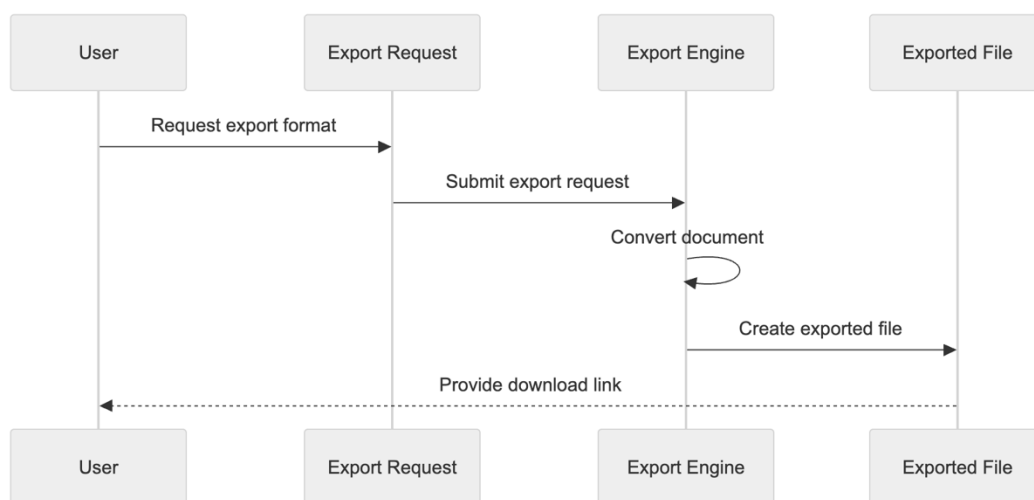 User
Export Request
Export Engine
Exported File
Request export format
Submit export request
Convert document
Create exported file
Provide download link
User
Export Request
Export Engine
Exported File